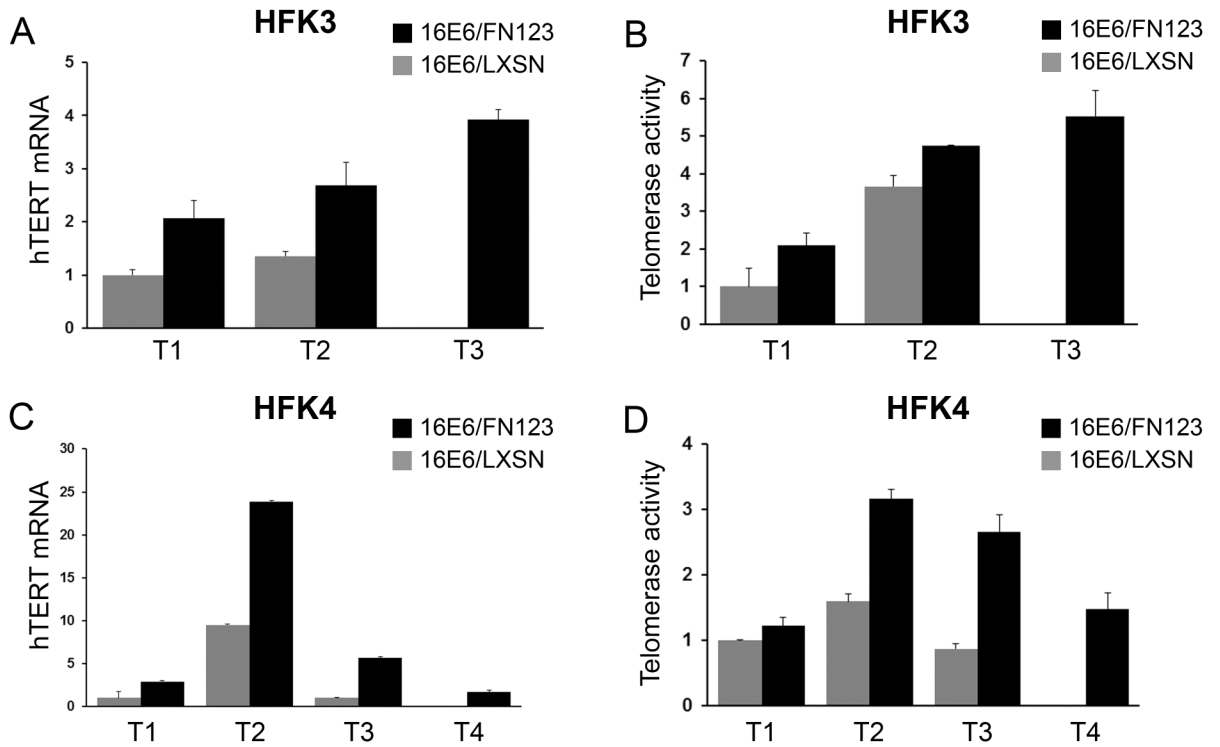 A
HFK3
16E6/FN123
16E6/LXSN
hTERT mRNA
5
4
3
2
1
0
T1
T2
T3
B
HFK3
16E6/FN123
16E6/LXSN
Telomerase activity
7
6
5
4
3
2
1
0
T1
T2
T3
C
HFK4
16E6/FN123
16E6/LXSN
hTERT mRNA
30
25
20
15
10
5
0
T1
T2
T3
T4
D
HFK4
16E6/FN123
16E6/LXSN
Telomerase activity
4
3
2
1
0
T1
T2
T3
T4